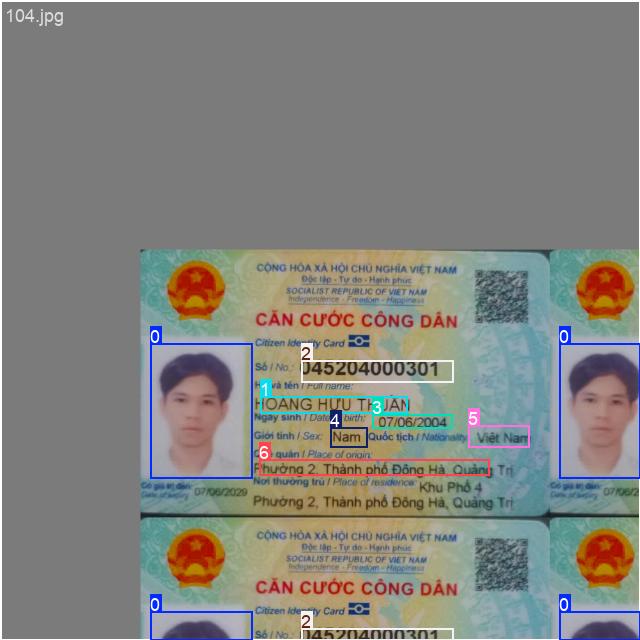 104.jpg
CỘNG HÒA XÃ HỘI CHỦ NGHĨA VIỆT NAM
Độc lập - Tự do - Hạnh phúc
SOCIALIST REPUBLIC OF VIET NAM
Independence - Freedom - Happiness
CĂN CƯỚC CÔNG DÂN
Citizen Identity Card
0
2
0
Số / No.: 045204000301
1
và tên / Full name:
HOÀNG HỮU
3
Ngày sinh / Date birth: 07/06/2004
4
5
Giới tính / Sex: Nam Quốc tịch / Nationality Việt Nam
6
quán / Place of origin:
Phường 2, Thành phố Đông Hà, Quảng Trị
Nơi thường trú / Place of residence: Khu Phố 4
Có giá trị đến:
Date of expiry 07/06/2029
Phường 2, Thành phố Đông Hà, Quảng Trị
CỘNG HÒA XÃ HỘI CHỦ NGHĨA VIỆT NAM
Độc lập - Tự do - Hạnh phúc
SOCIALIST REPUBLIC OF VIET NAM
Independence - Freedom - Happiness
CĂN CƯỚC CÔNG DÂN
Citizen Identity Card
0
2
0
Số / No.: 045204000301